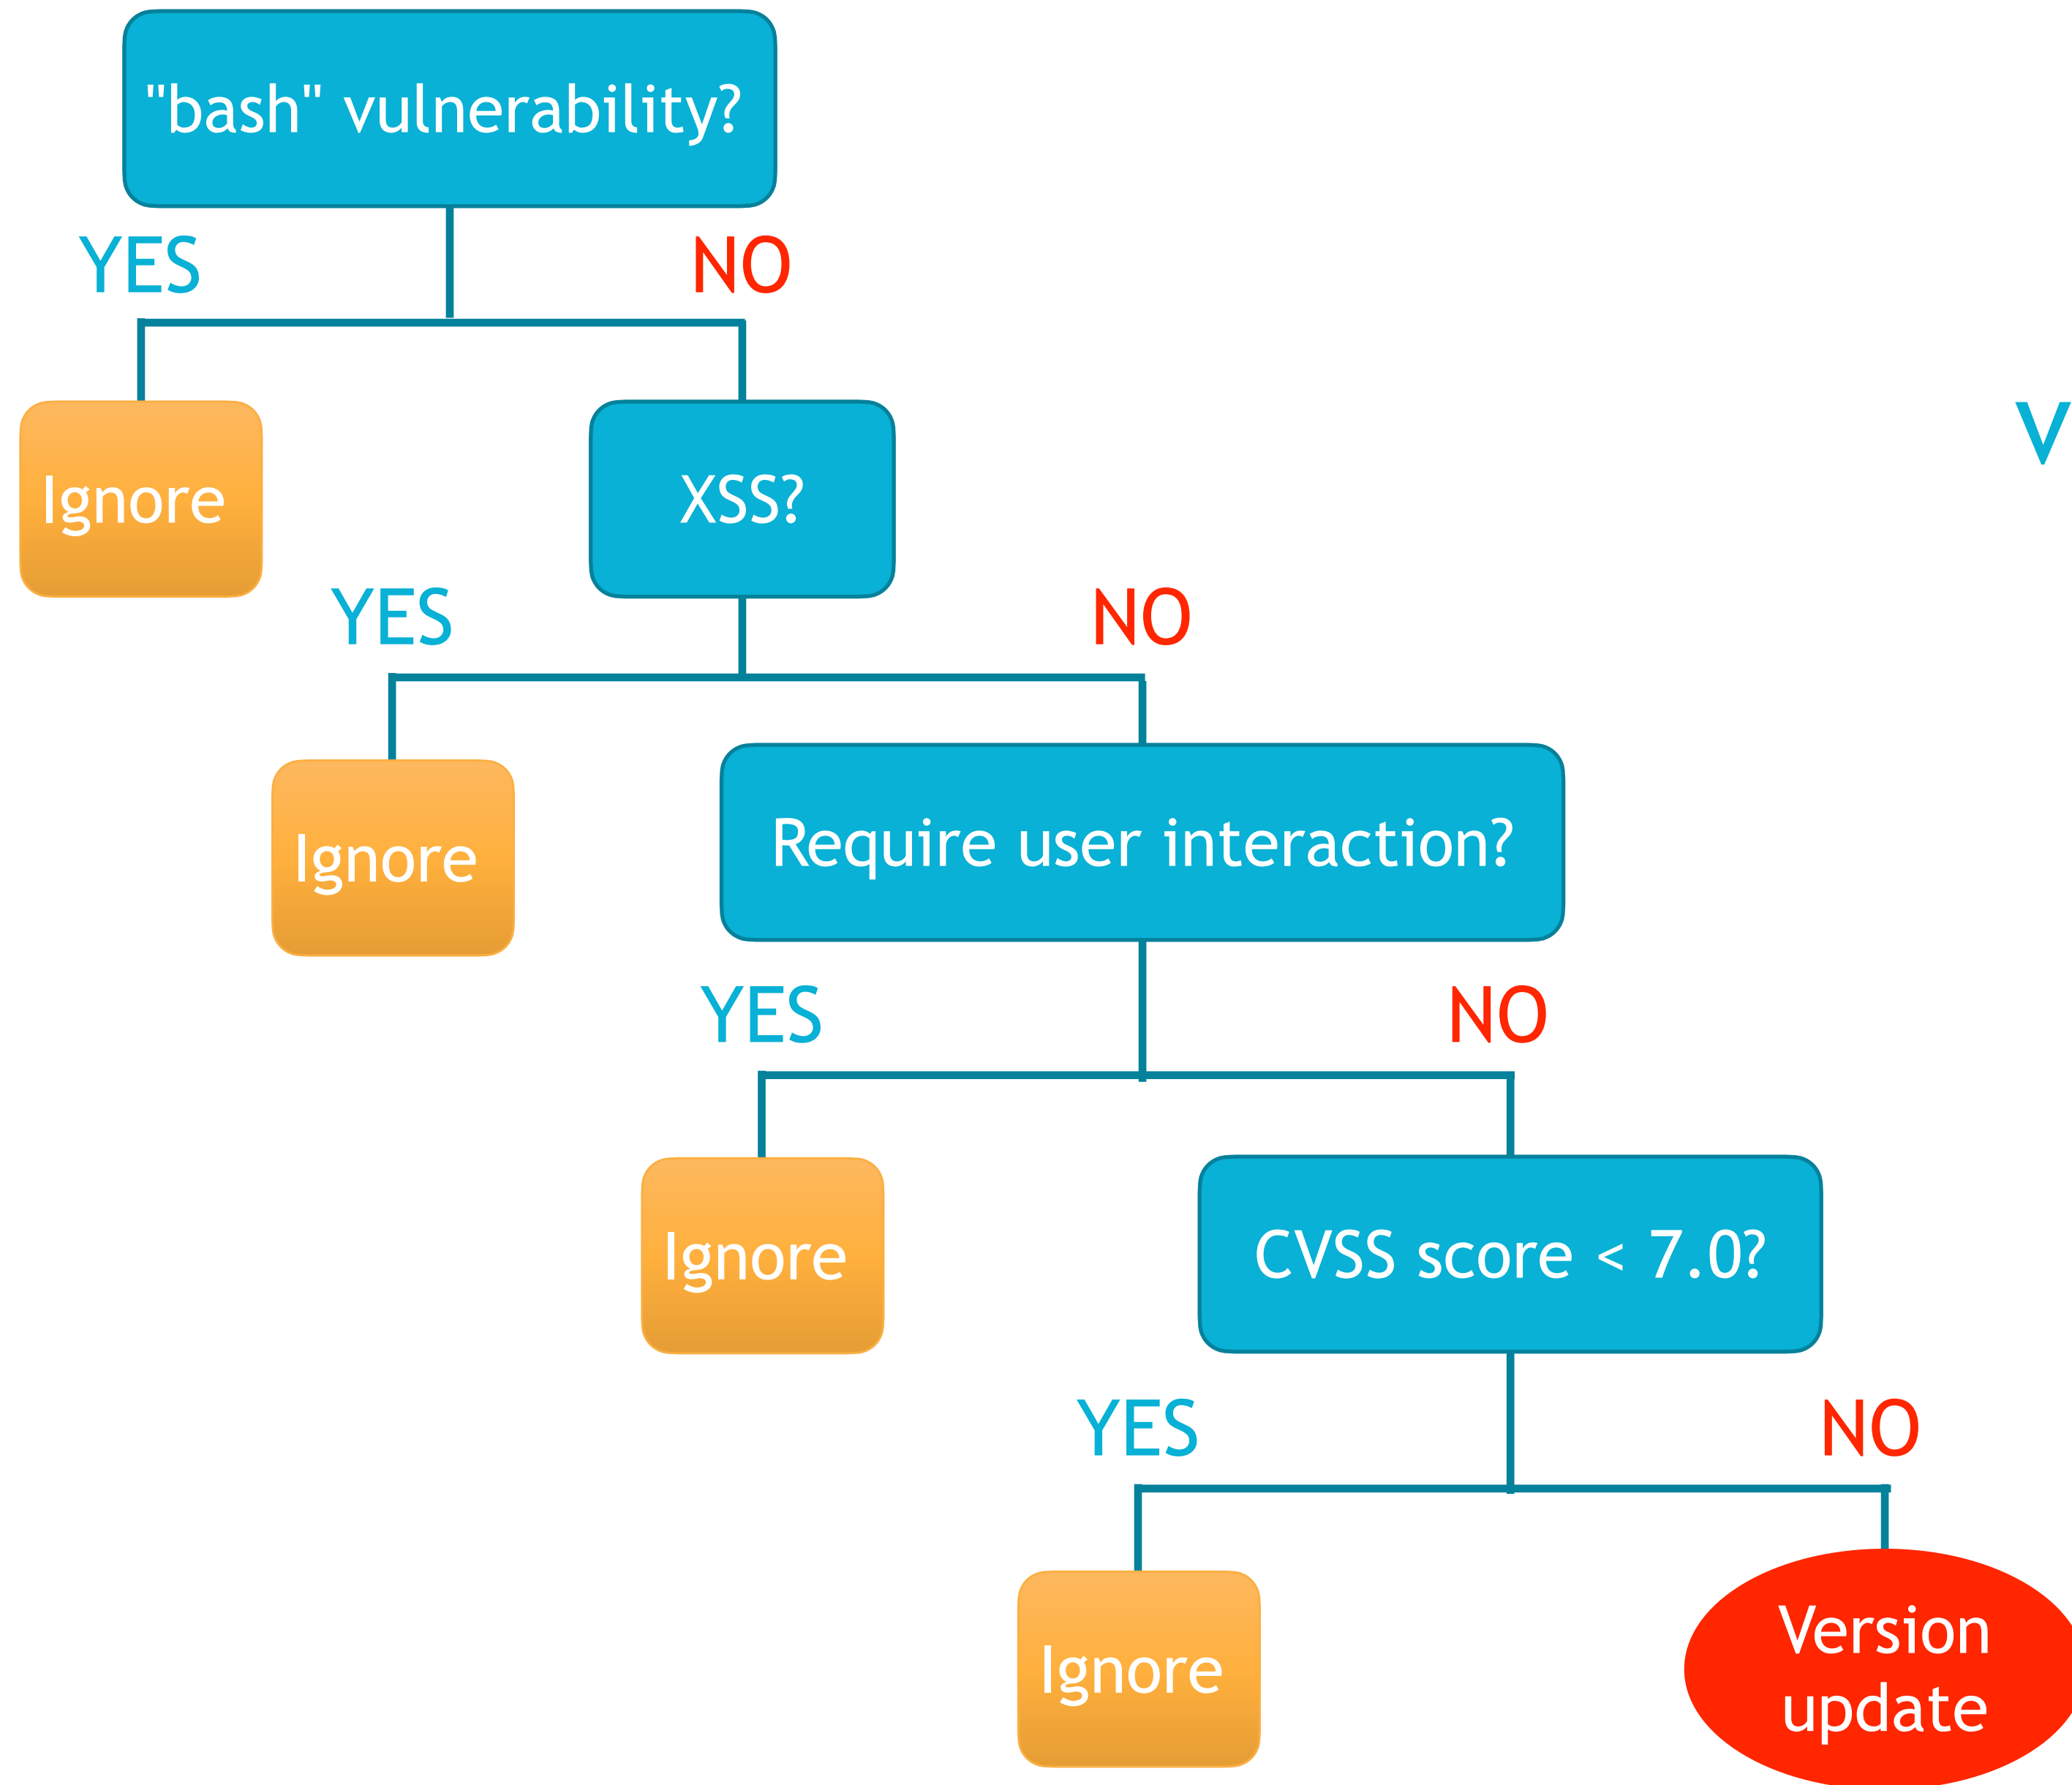 "bash" vulnerability?
YES
NO
V
Ignore
XSS?
YES
NO
Ignore
Require user interaction?
YES
NO
Ignore
CVSS score < 7.0?
YES
NO
Ignore
Version
update